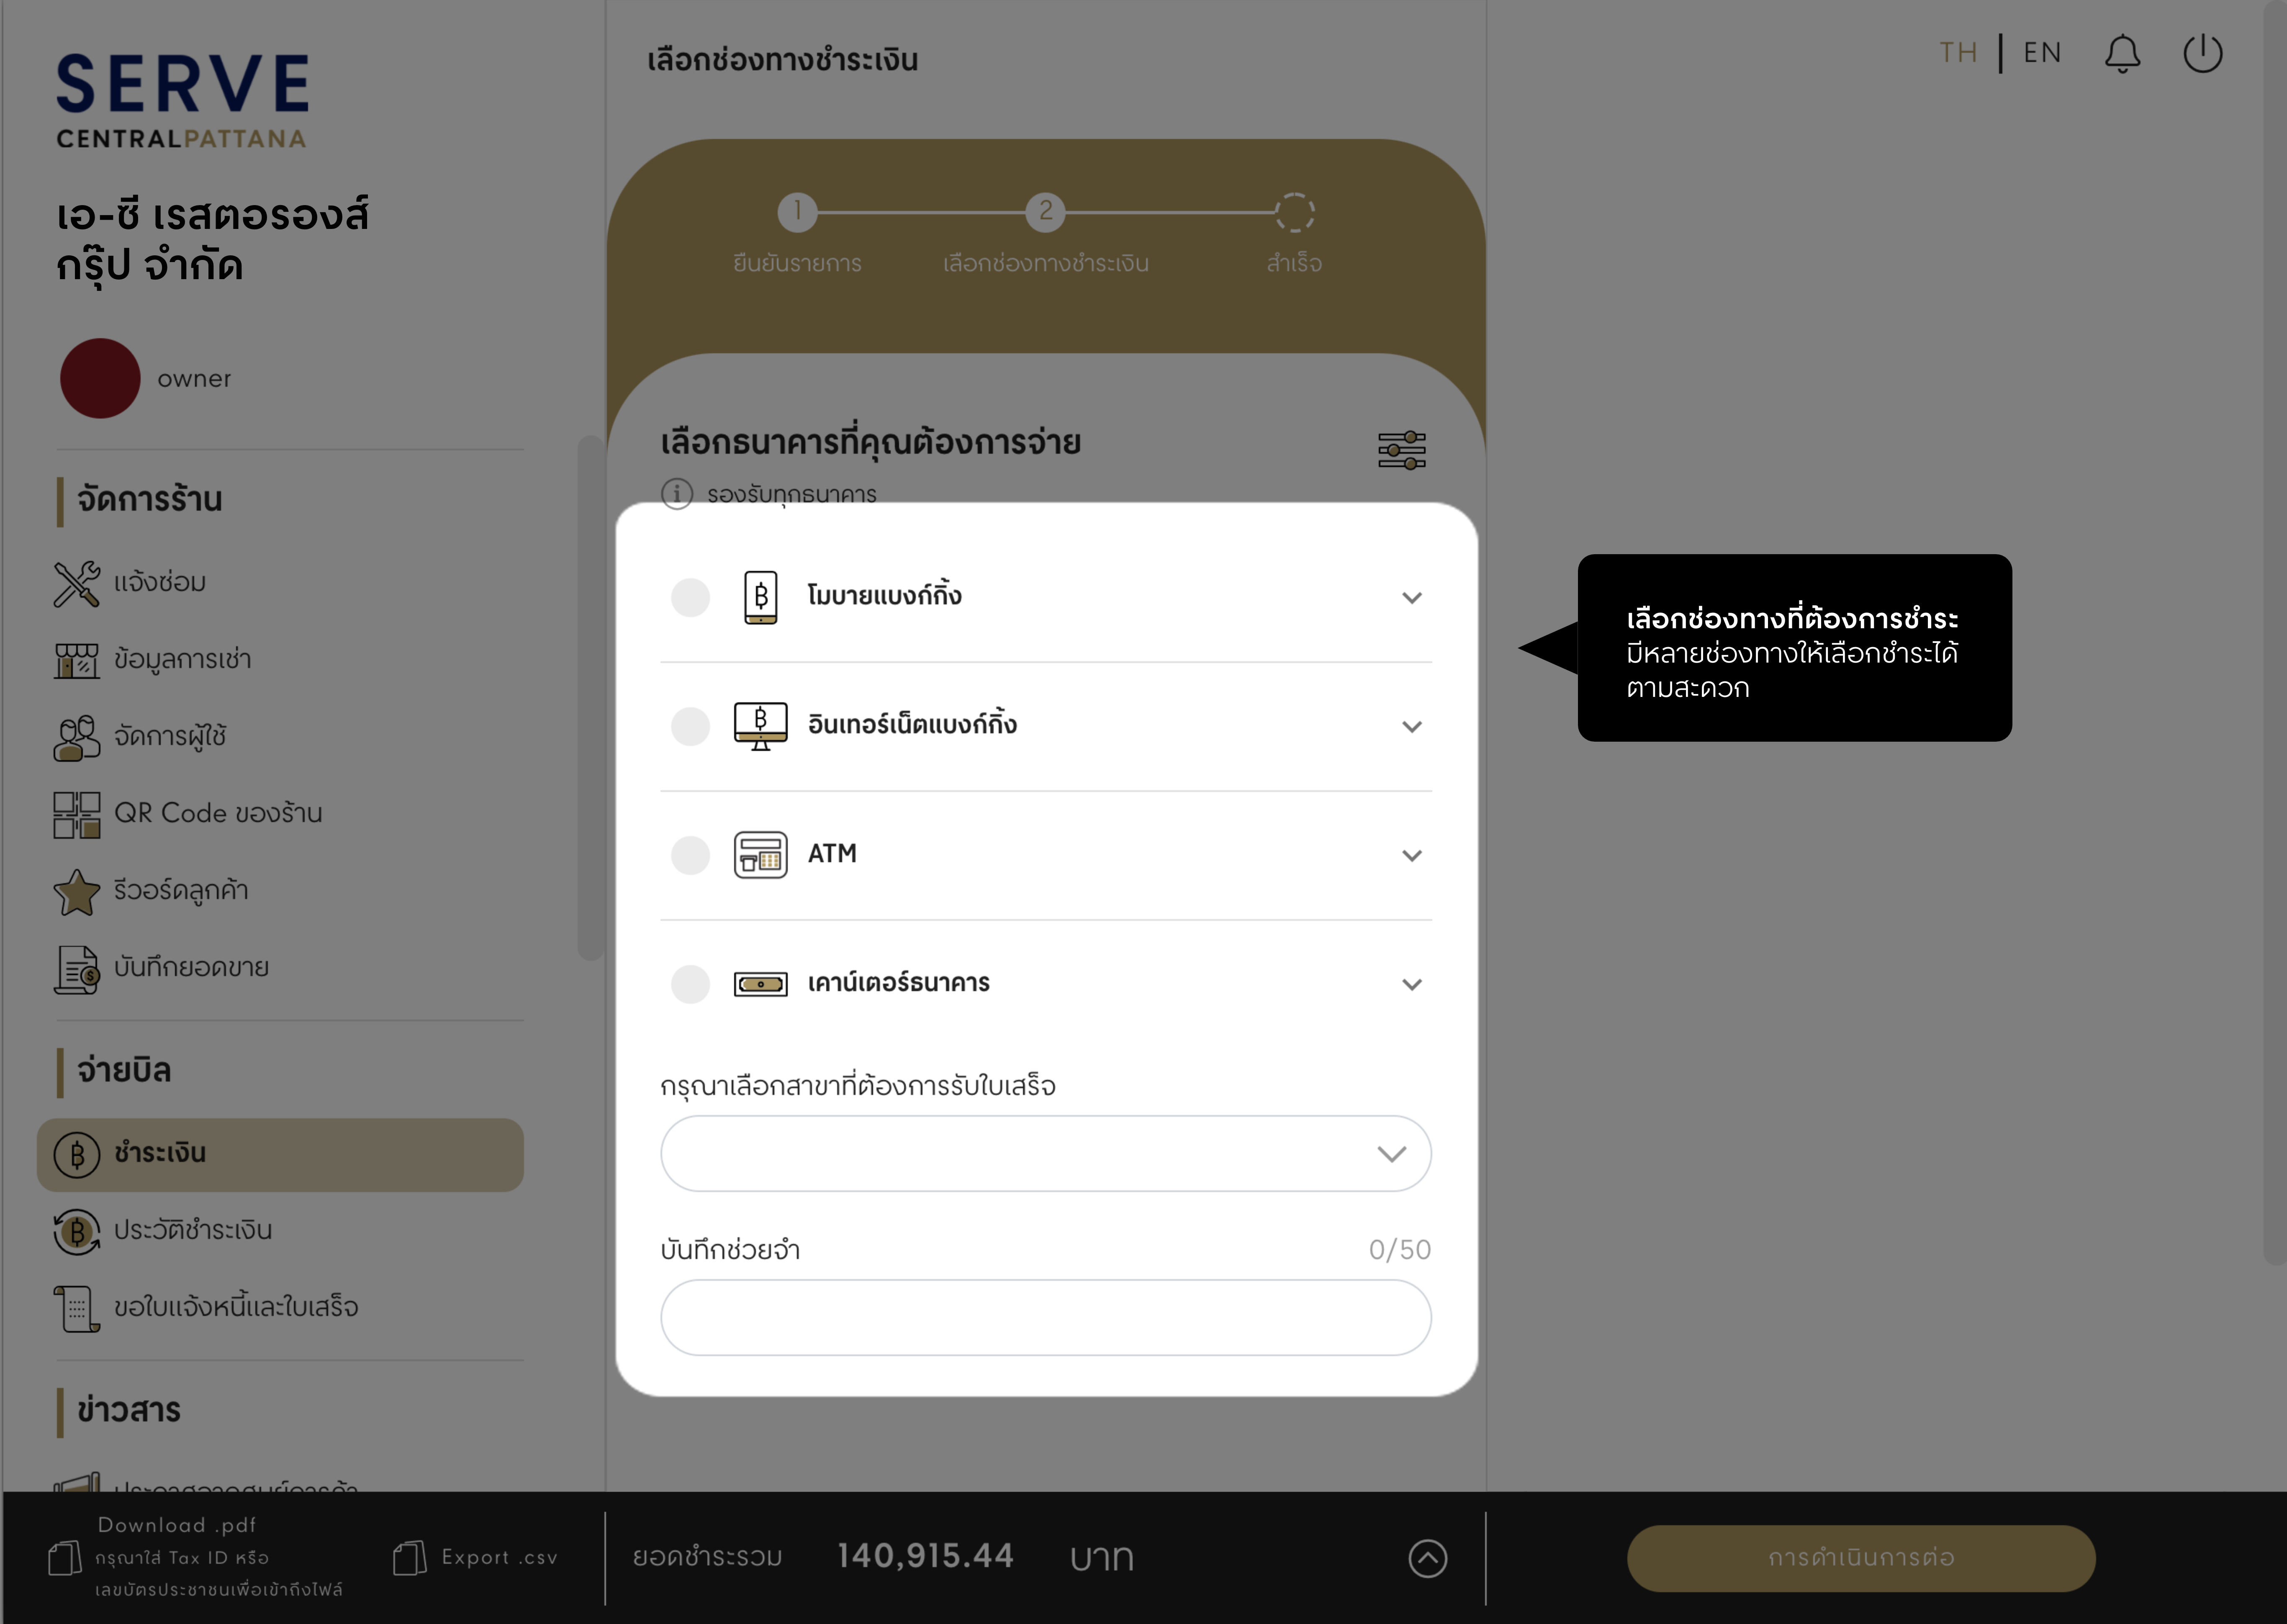 SERVE
CENTRALPATTANA
เอ-ซี เรสตอรองส์
กรุ๊ป จำกัด
owner
จัดการร้าน
แจ้งซ่อม
ข้อมูลการเช่า
จัดการผู้ใช้
QR Code ของร้าน
รีวอร์ดลูกค้า
บันทึกยอดขาย
จ่ายบิล
ชำระเงิน
ประวัติชำระเงิน
ขอใบแจ้งหนี้และใบเสร็จ
ข่าวสาร
เลือกช่องทางชำระเงิน
TH | EN
1 2
ยืนยันรายการ เลือกช่องทางชำระเงิน สำเร็จ
เลือกธนาคารที่คุณต้องการจ่าย
รองรับทุกธนาคาร
โมบายแบงก์กิ้ง
อินเทอร์เน็ตแบงก์กิ้ง
ATM
เคาน์เตอร์ธนาคาร
กรุณาเลือกสาขาที่ต้องการรับใบเสร็จ
บันทึกช่วยจำ 0/50
เลือกช่องทางที่ต้องการชำระ
มีหลายช่องทางให้เลือกชำระได้
ตามสะดวก
Download .pdf
กรุณาใส่ Tax ID หรือ
เลขบัตรประชาชนเพื่อเข้าถึงไฟล์
Export .csv
ยอดชำระรวม 140,915.44 บาท
การดำเนินการต่อ